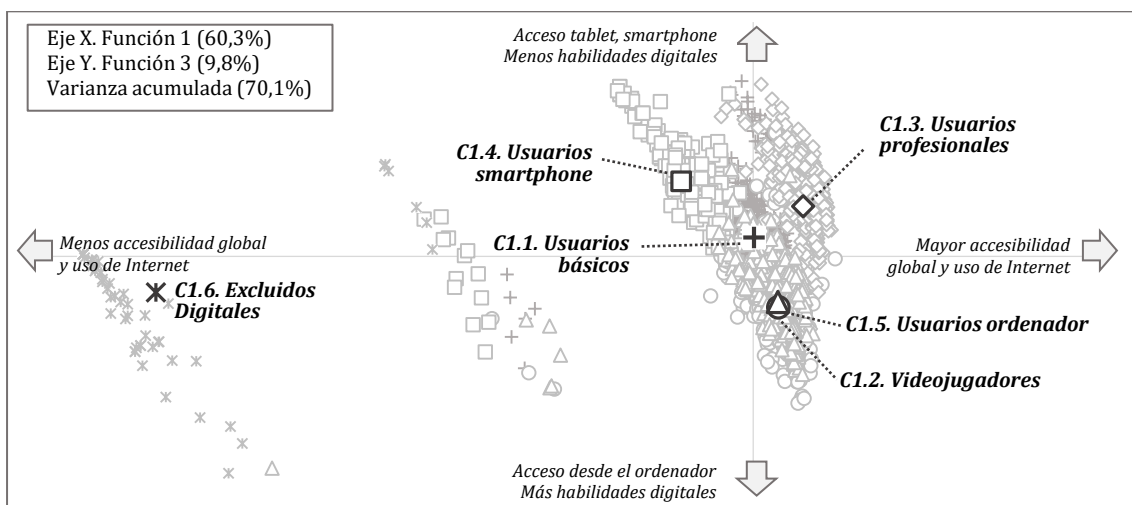 Eje X. Función 1 (60,3%)
Eje Y. Función 3 (9,8%)
Varianza acumulada (70,1%)
Acceso tablet, smartphone
Menos habilidades digitales
C1.3. Usuarios
profesionales
C1.4. Usuarios
smartphone
C1.1. Usuarios
básicos
Menos accesibilidad global
y uso de Internet
Mayor accesibilidad
global y uso de Internet
C1.6. Excluidos
Digitales
C1.5. Usuarios ordenador
C1.2. Videojugadores
Acceso desde el ordenador
Más habilidades digitales